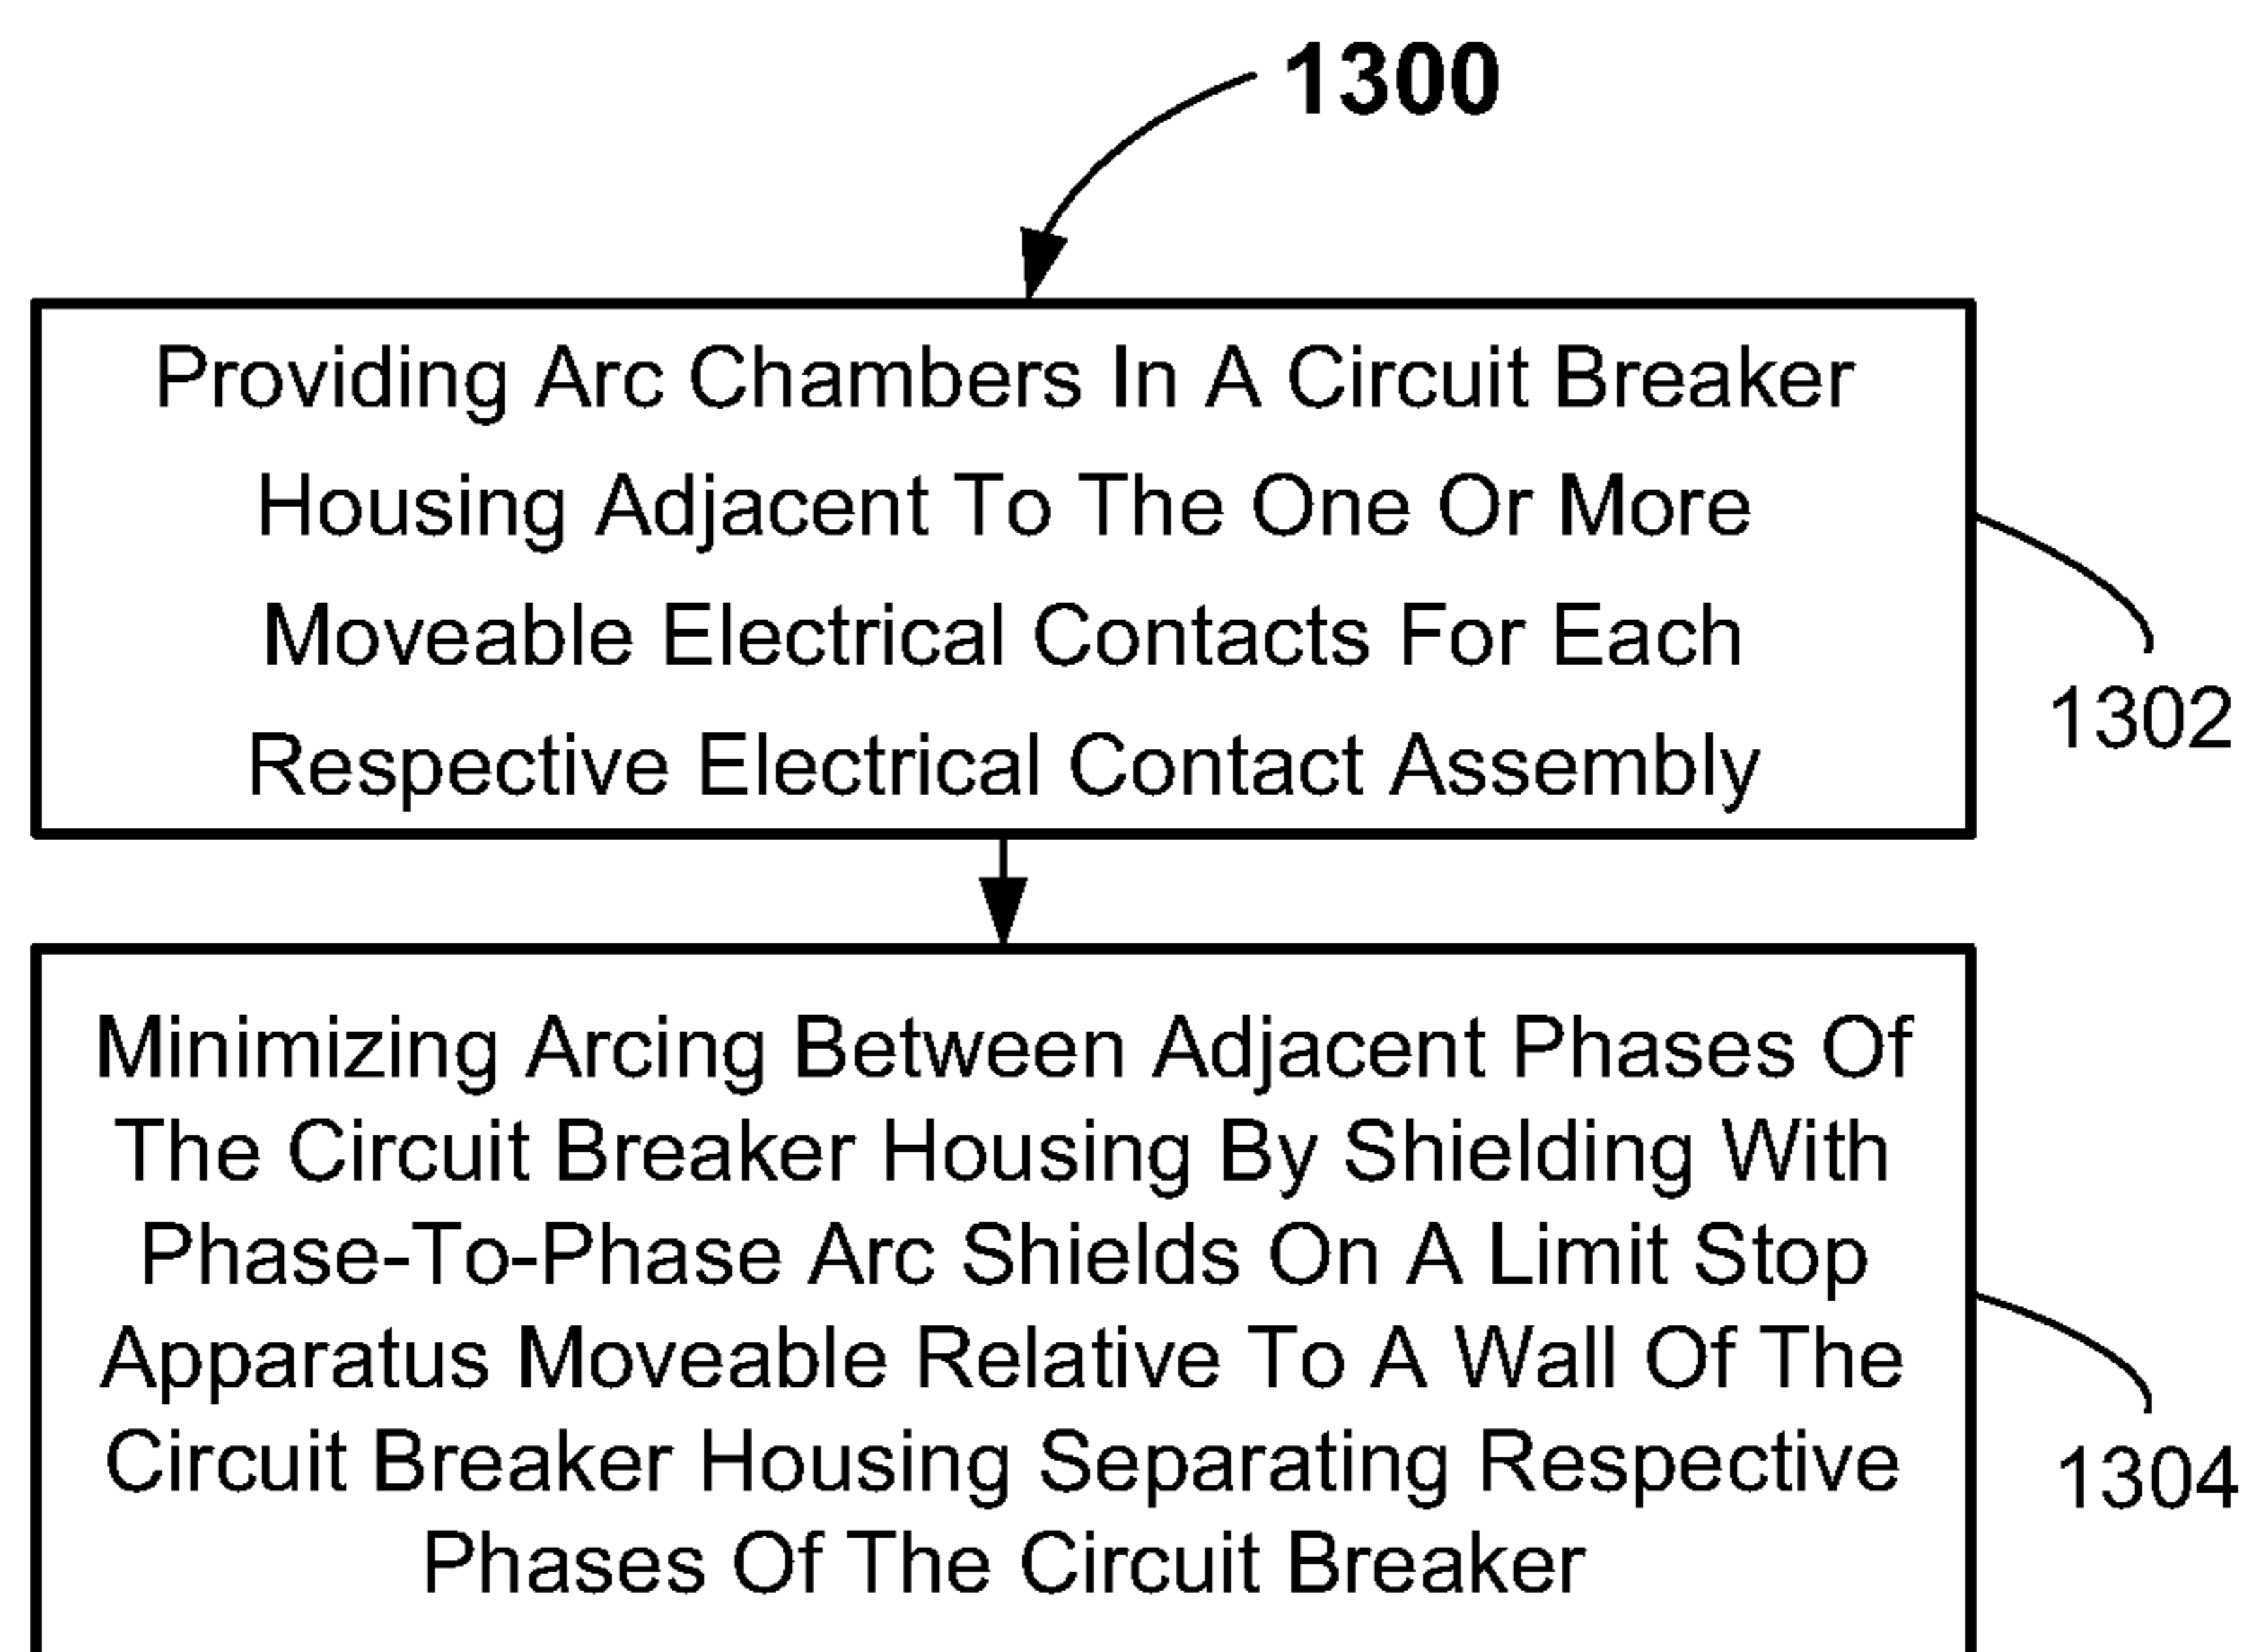 1300
Providing Arc Chambers In A Circuit Breaker
Housing Adjacent To The One Or More
Moveable Electrical Contacts For Each
Respective Electrical Contact Assembly
1302
Minimizing Arcing Between Adjacent Phases Of
The Circuit Breaker Housing By Shielding With
Phase-To-Phase Arc Shields On A Limit Stop
Apparatus Moveable Relative To A Wall Of The
Circuit Breaker Housing Separating Respective
Phases Of The Circuit Breaker
1304